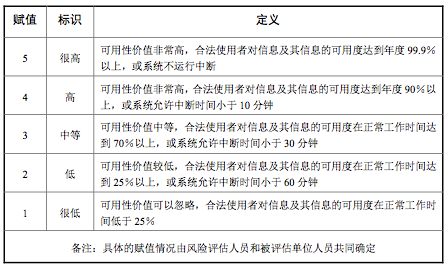 赋值 标识 定义
5 很高 可用性价值非常高，合法使用者对信息及其信息的可用度达到年度 99.9%
以上，或系统不运行中断
4 高 可用性价值非常高，合法使用者对信息及其信息的可用度达到年度 90%以
上，或系统允许中断时间小于 10 分钟
3 中等 可用性价值中等，合法使用者对信息及其信息的可用度在正常工作时间达
到 70%以上，或系统允许中断时间小于 30 分钟
2 低 可用性价值较低，合法使用者对信息及其信息的可用度在正常工作时间达
到 25%以上，或系统允许中断时间小于 60 分钟
1 很低 可用性价值可以忽略，合法使用者对信息及其信息的可用度在正常工作时
间低于 25%
备注：具体的赋值情况由风险评估人员和被评估单位人员共同确定